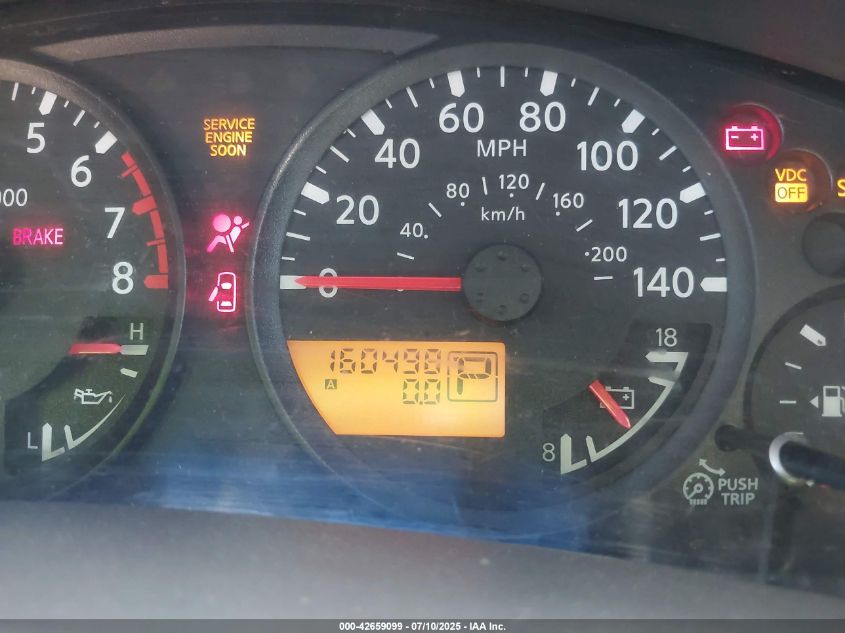 5
6
7
8
000
BRAKE
H
L
SERVICE
ENGINE
SOON
0
20
40
60
80
100
120
140
MPH
40
80
120
160
200
km/h
160498
A
0.0
P
18
8
VDC
OFF
PUSH
TRIP
000-42659099 - 07/10/2025 - IAA Inc.